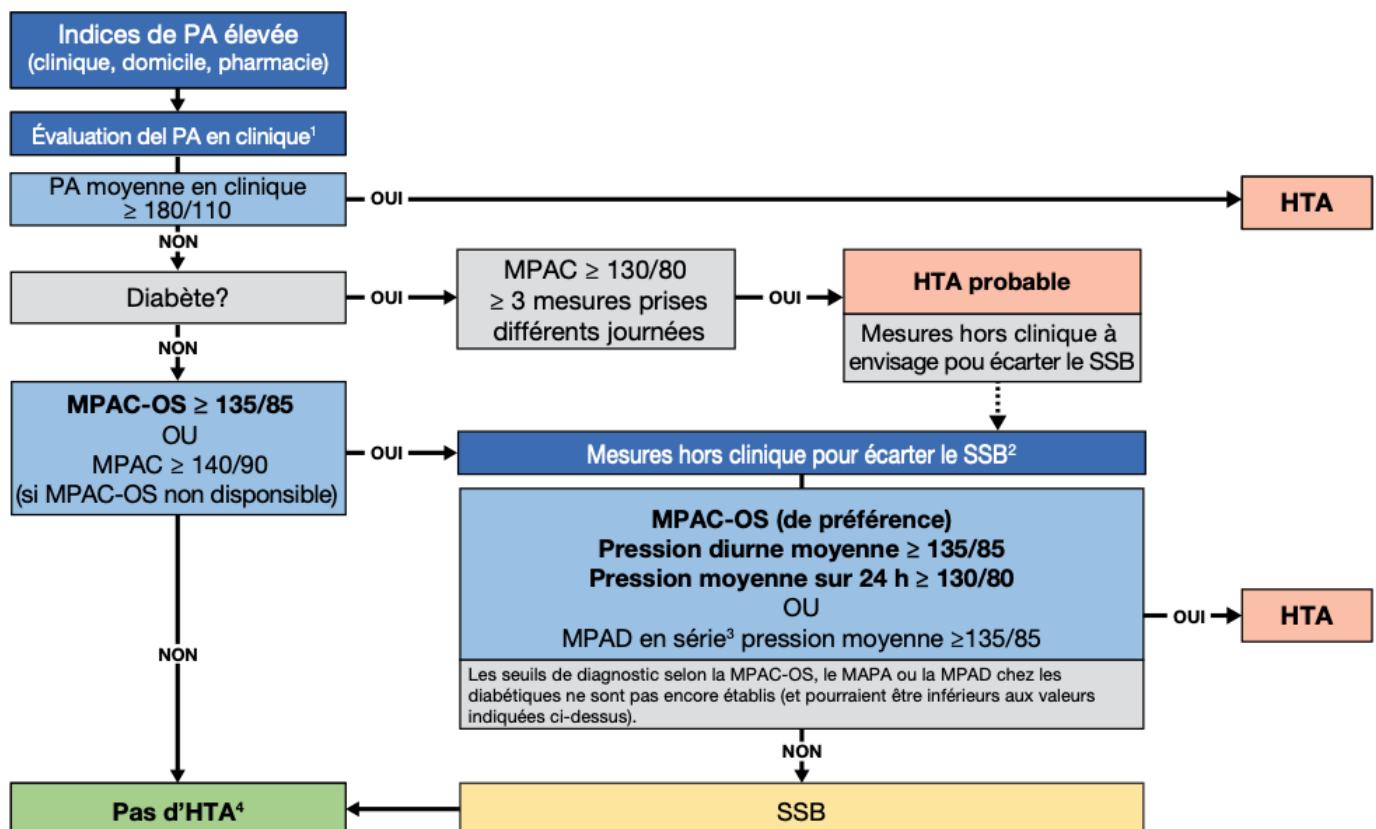 Indices de PA élevée
(clinique, domicile, pharmacie)
Évaluation del PA en clinique¹
PA moyenne en clinique
≥ 180/110
OUI
HTA
NON
Diabète?
OUI
MPAC ≥ 130/80
≥ 3 mesures prises
différents journées
OUI
HTA probable
Mesures hors clinique à
envisage pou écarter le SSB
NON
MPAC-OS ≥ 135/85
OU
MPAC ≥ 140/90
(si MPAC-OS non disponsible)
OUI
Mesures hors clinique pour écarter le SSB²
MPAC-OS (de préférence)
Pression diurne moyenne ≥ 135/85
Pression moyenne sur 24 h ≥ 130/80
OU
MPAD en série³ pression moyenne ≥135/85
Les seuils de diagnostic selon la MPAC-OS, le MAPA ou la MPAD chez les
diabétiques ne sont pas encore établis (et pourraient être inférieurs aux valeurs
indiquées ci-dessus).
OUI
HTA
NON
NON
Pas d'HTA⁴
SSB